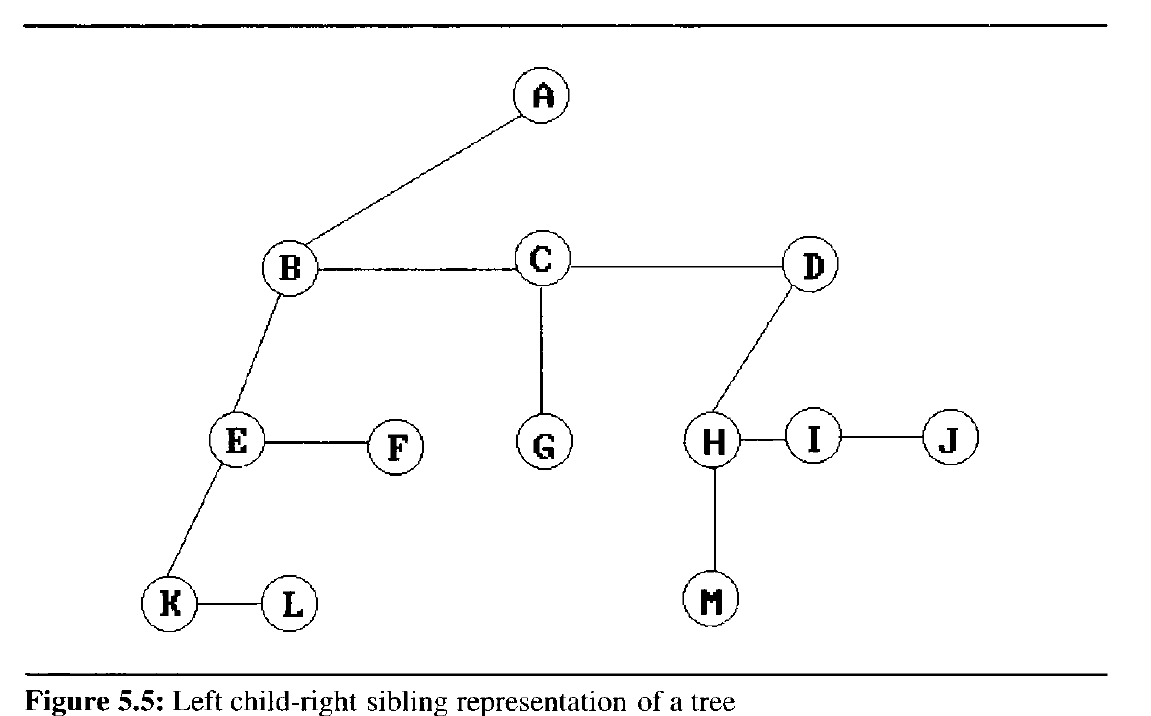 A
B C D
E F G H I J
K L M
Figure 5.5: Left child-right sibling representation of a tree